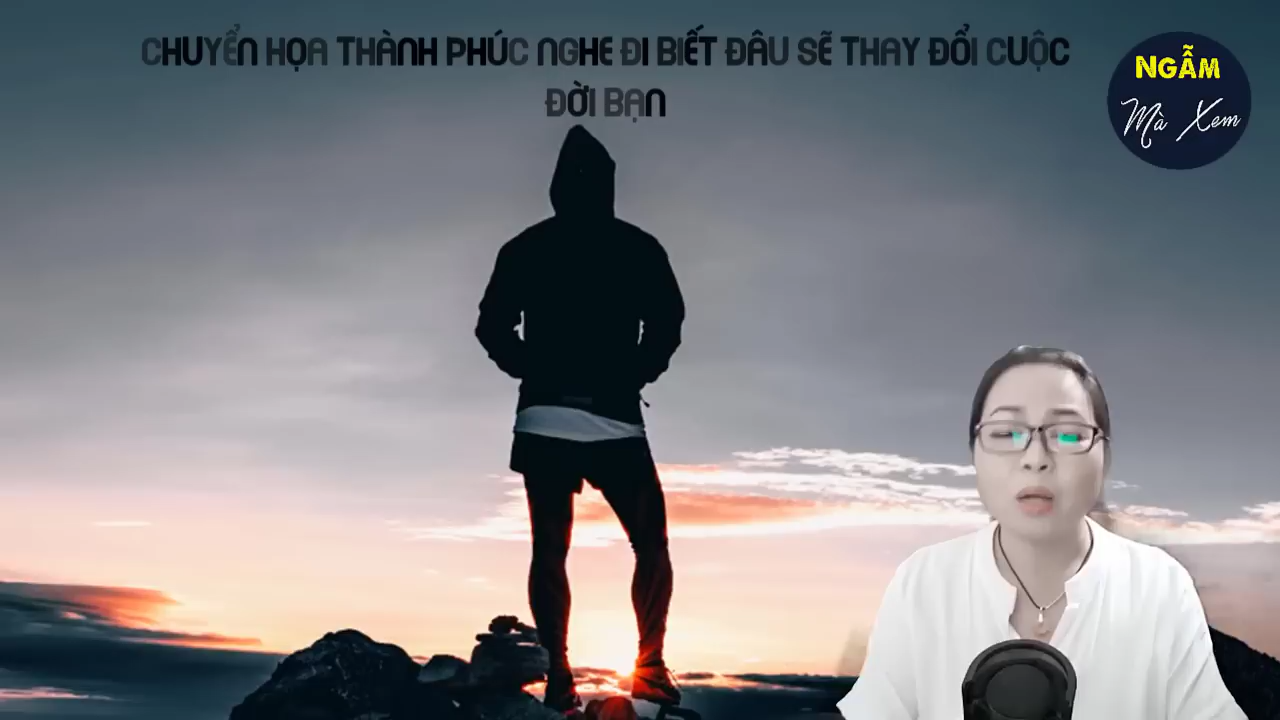 CHUYỂN HỌA THÀNH PHÚC NGHE ĐI BIẾT ĐÂU SẼ THAY ĐỔI CUỘC
ĐỜI BẠN
NGẪM
Mà Xem